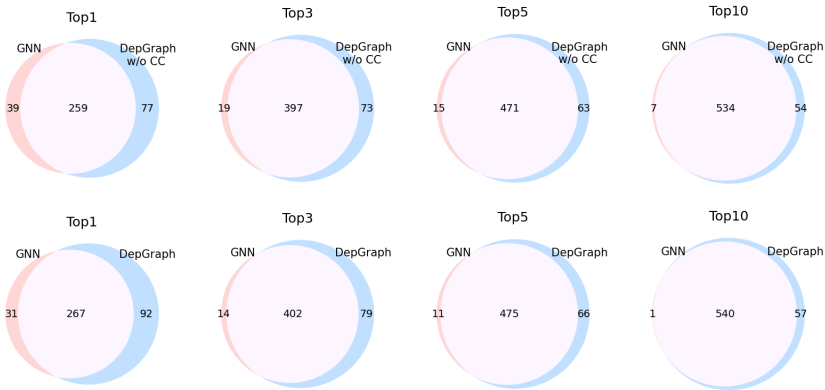 Top1
GNN
DepGraph
w/o CC
39
259
77
Top3
GNN
DepGraph
w/o CC
19
397
73
Top5
GNN
DepGraph
w/o CC
15
471
63
Top10
GNN
DepGraph
w/o CC
7
534
54
Top1
GNN
DepGraph
31
267
92
Top3
GNN
DepGraph
14
402
79
Top5
GNN
DepGraph
11
475
66
Top10
GNN
DepGraph
1
540
57